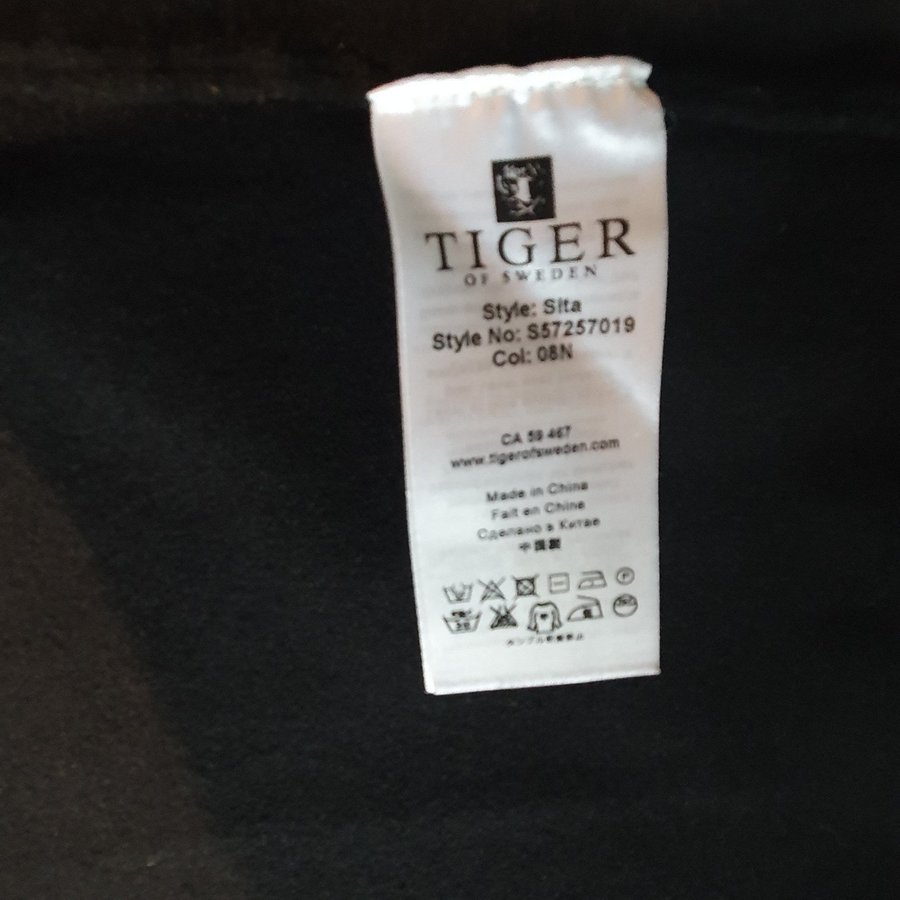 TIGER
OF SWEDEN
Style: Sita
Style No: S57257019
Col: 08N
CA 59 467
www.tigerofsweden.com
Made in China
Fait en Chine
Сделано в Китае
中国製
P